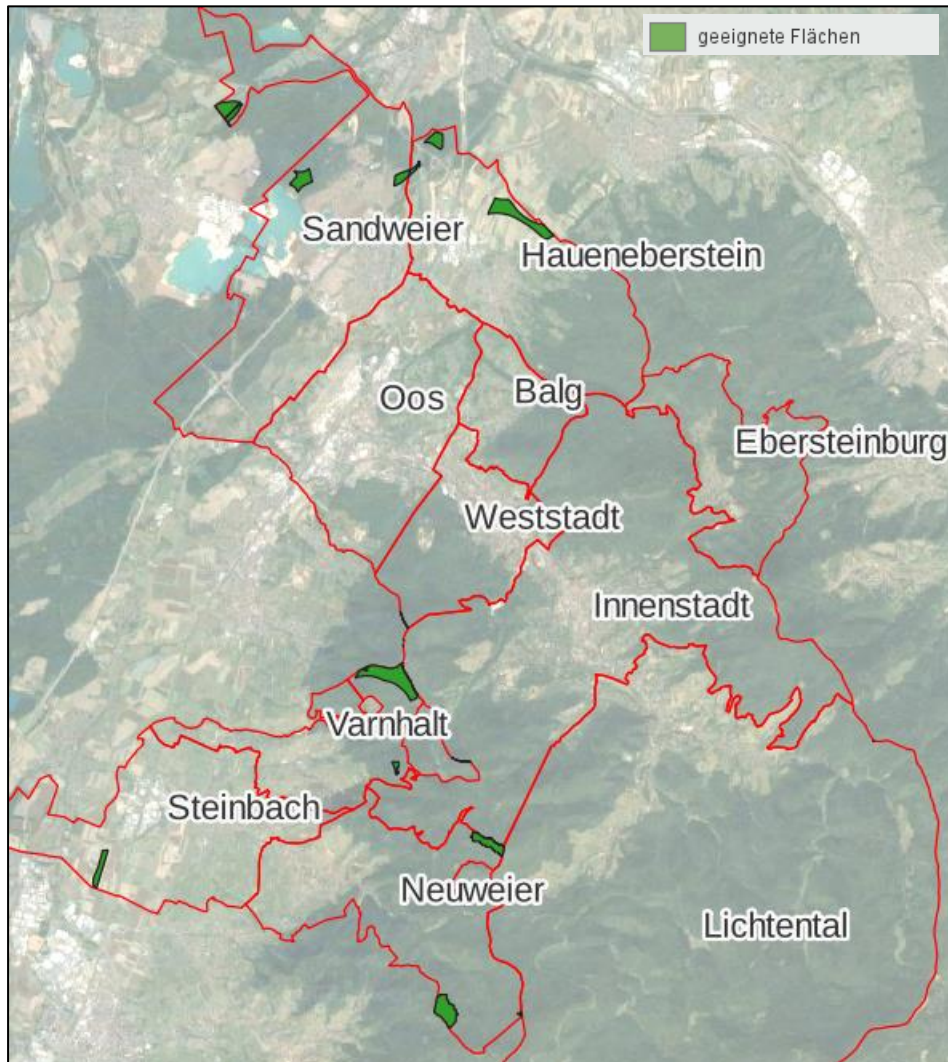 geeignete Flächen
Sandweier
Haueneberstein
Oos
Balg
Ebersteinburg
Weststadt
Innenstadt
Varnhalt
Steinbach
Neuweier
Lichtental